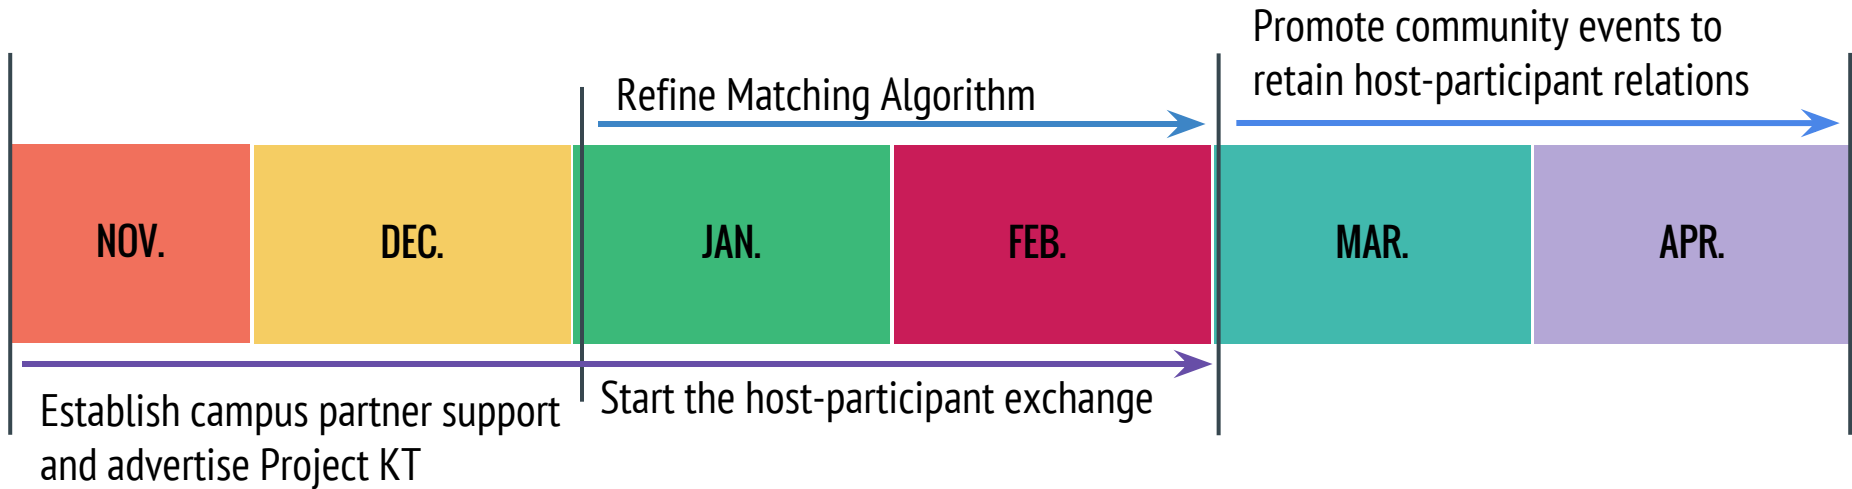 Promote community events to
retain host-participant relations
Refine Matching Algorithm
NOV.
DEC.
JAN.
FEB.
MAR.
APR.
Establish campus partner support
and advertise Project KT
Start the host-participant exchange